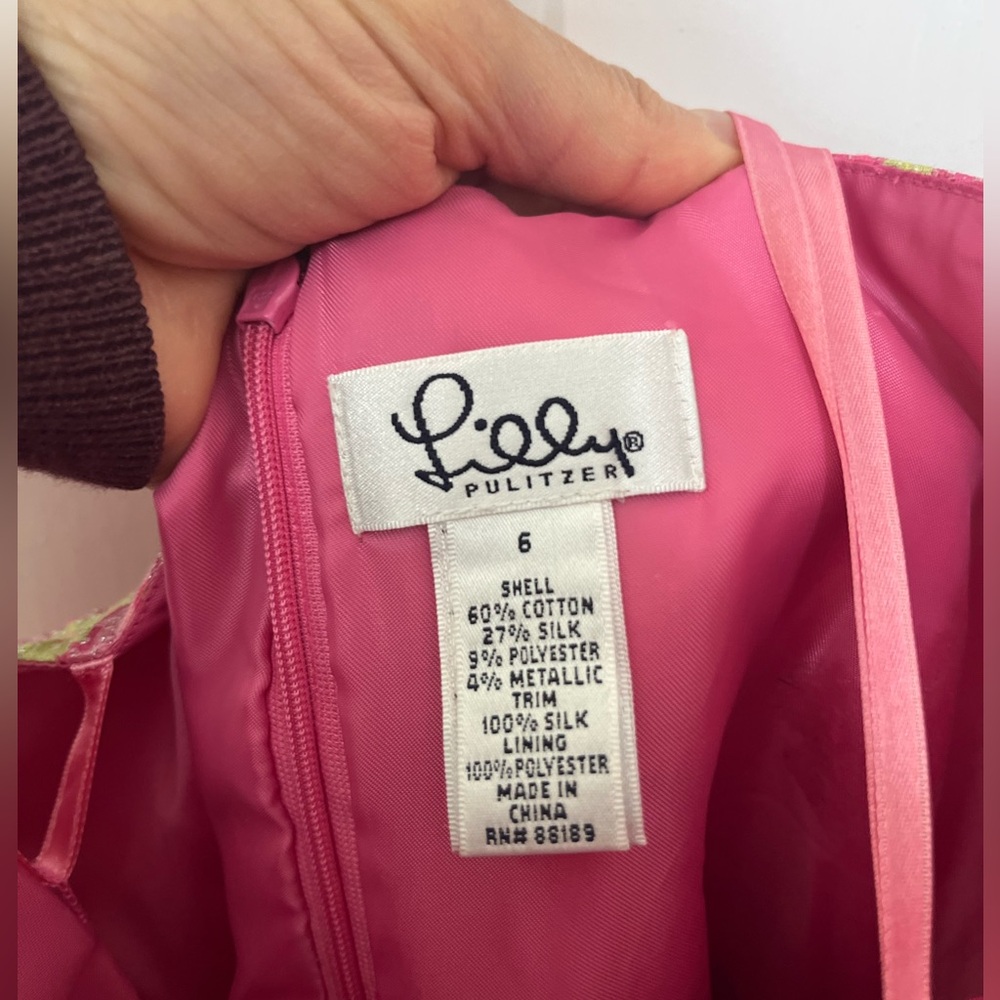 Lilly®
PULITZER
6
SHELL
60% COTTON
27% SILK
9% POLYESTER
4% METALLIC
TRIM
100% SILK
LINING
100% POLYESTER
MADE IN
CHINA
RN# 88189